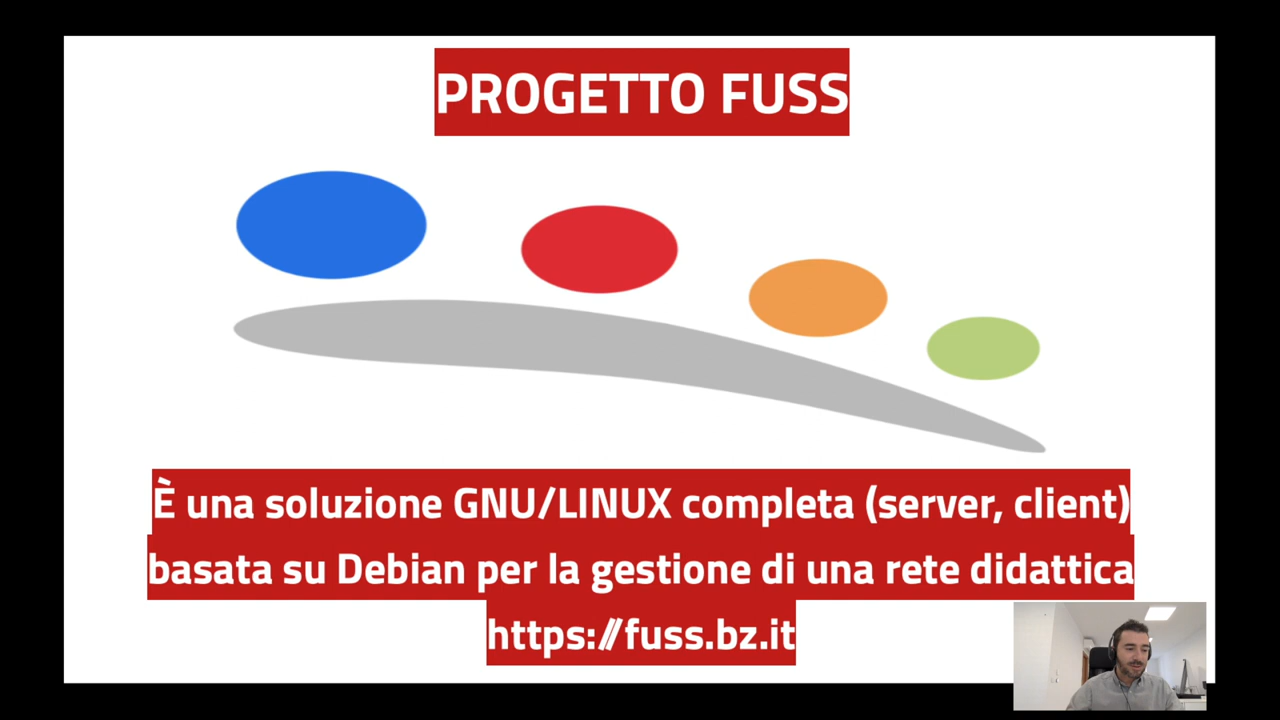 PROGETTO FUSS
È una soluzione GNU/LINUX completa (server, client)
basata su Debian per la gestione di una rete didattica
https://fuss.bz.it